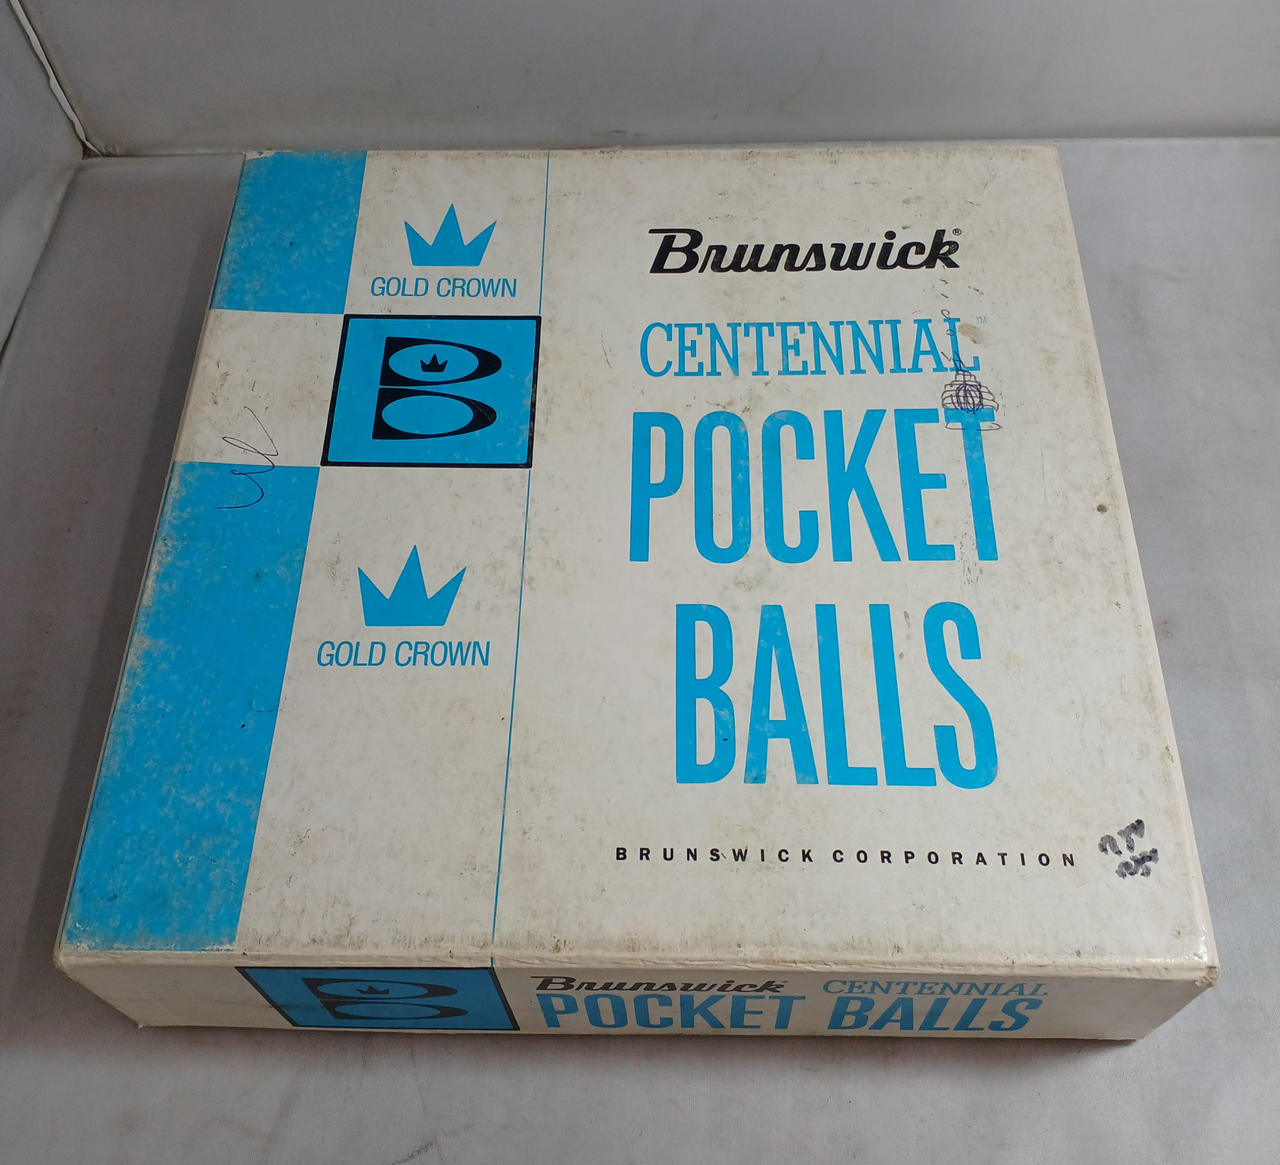 GOLD CROWN
B
GOLD CROWN
Brunswick®
CENTENNIAL™
POCKET
BALLS
BRUNSWICK CORPORATION
B
Brunswick CENTENNIAL
POCKET BALLS